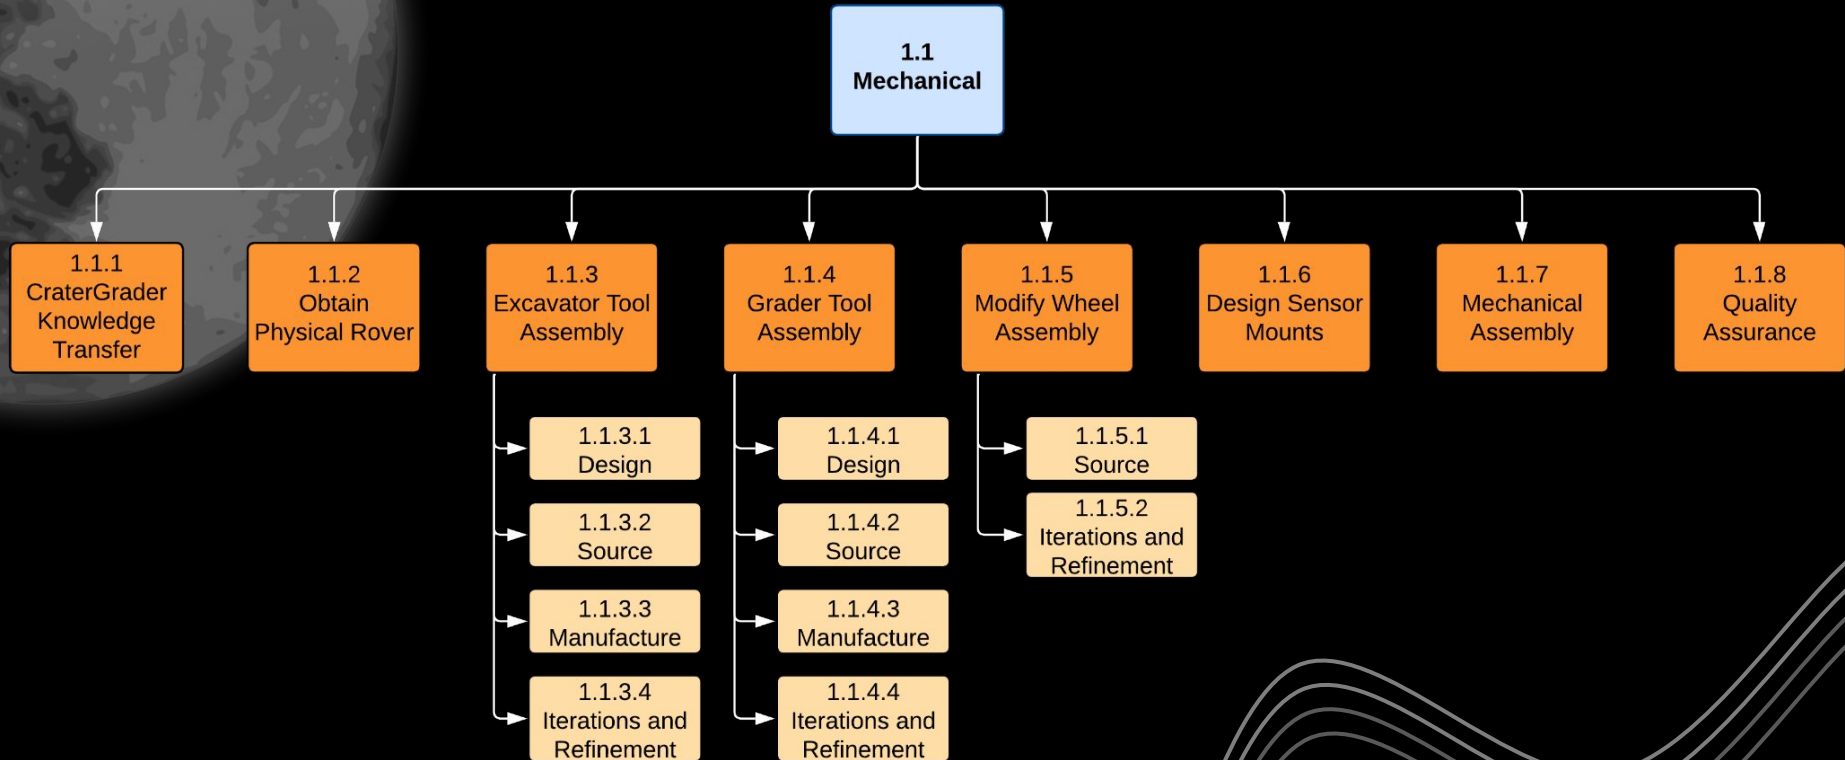 1.1
Mechanical
1.1.1
CraterGrader
Knowledge
Transfer
1.1.2
Obtain
Physical Rover
1.1.3
Excavator Tool
Assembly
1.1.4
Grader Tool
Assembly
1.1.5
Modify Wheel
Assembly
1.1.6
Design Sensor
Mounts
1.1.7
Mechanical
Assembly
1.1.8
Quality
Assurance
1.1.3.1
Design
1.1.3.2
Source
1.1.3.3
Manufacture
1.1.3.4
Iterations and
Refinement
1.1.4.1
Design
1.1.4.2
Source
1.1.4.3
Manufacture
1.1.4.4
Iterations and
Refinement
1.1.5.1
Source
1.1.5.2
Iterations and
Refinement